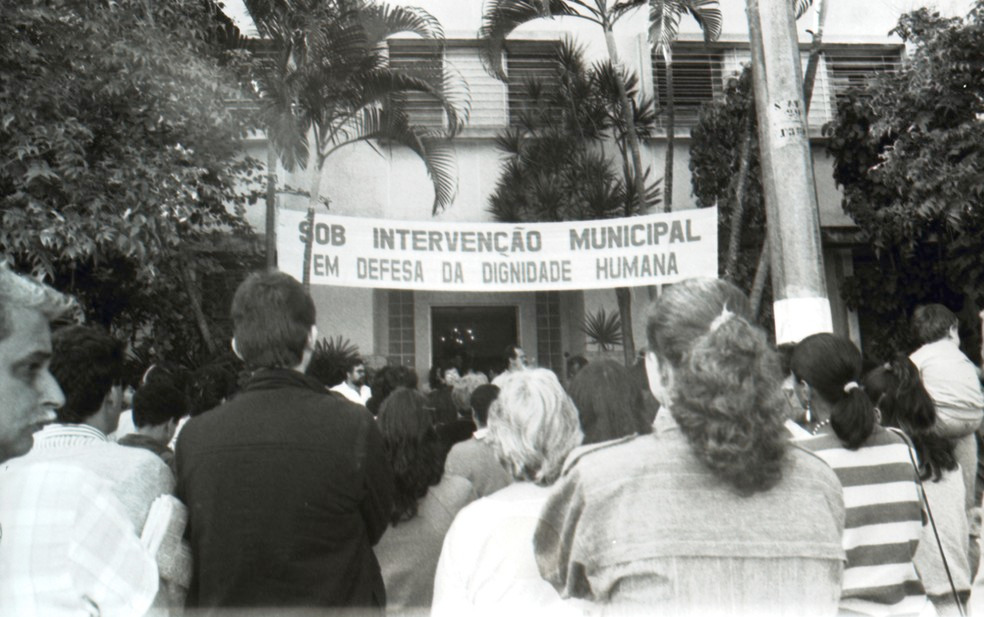 SOB INTERVENÇÃO MUNICIPAL
EM DEFESA DA DIGNIDADE HUMANA